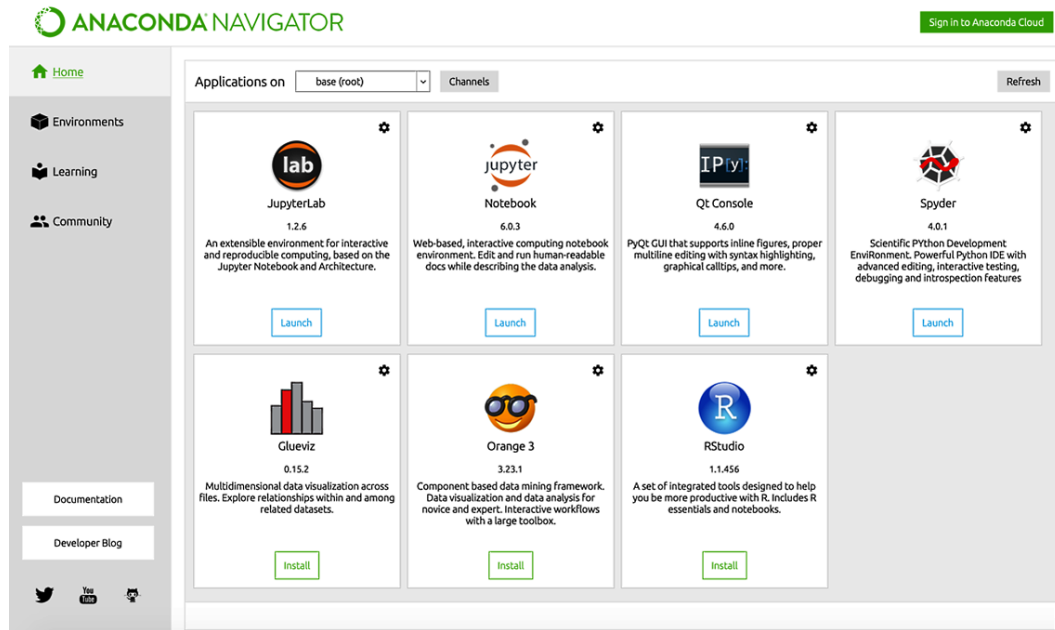 ANACONDA NAVIGATOR
Sign in to Anaconda Cloud
Home
Environments
Learning
Community
Documentation
Developer Blog
You
Tube
Applications on
base (root)
Channels
Refresh
lab
JupyterLab
1.2.6
An extensible environment for interactive
and reproducible computing, based on the
Jupyter Notebook and Architecture.
Launch
jupyter
Notebook
6.0.3
Web-based, interactive computing notebook
environment. Edit and run human-readable
docs while describing the data analysis.
Launch
IP[y]:
Qt Console
4.6.0
PyQt GUI that supports inline figures, proper
multiline editing with syntax highlighting,
graphical calltips, and more.
Launch
Spyder
4.0.1
Scientific PYthon Development
EnviRonment. Powerful Python IDE with
advanced editing, interactive testing,
debugging and introspection features
Launch
Glueviz
0.15.2
Multidimensional data visualization across
files. Explore relationships within and among
related datasets.
Install
Orange 3
3.23.1
Component based data mining framework.
Data visualization and data analysis for
novice and expert. Interactive workflows
with a large toolbox.
Install
R
RStudio
1.1.456
A set of integrated tools designed to help
you be more productive with R. Includes R
essentials and notebooks.
Install